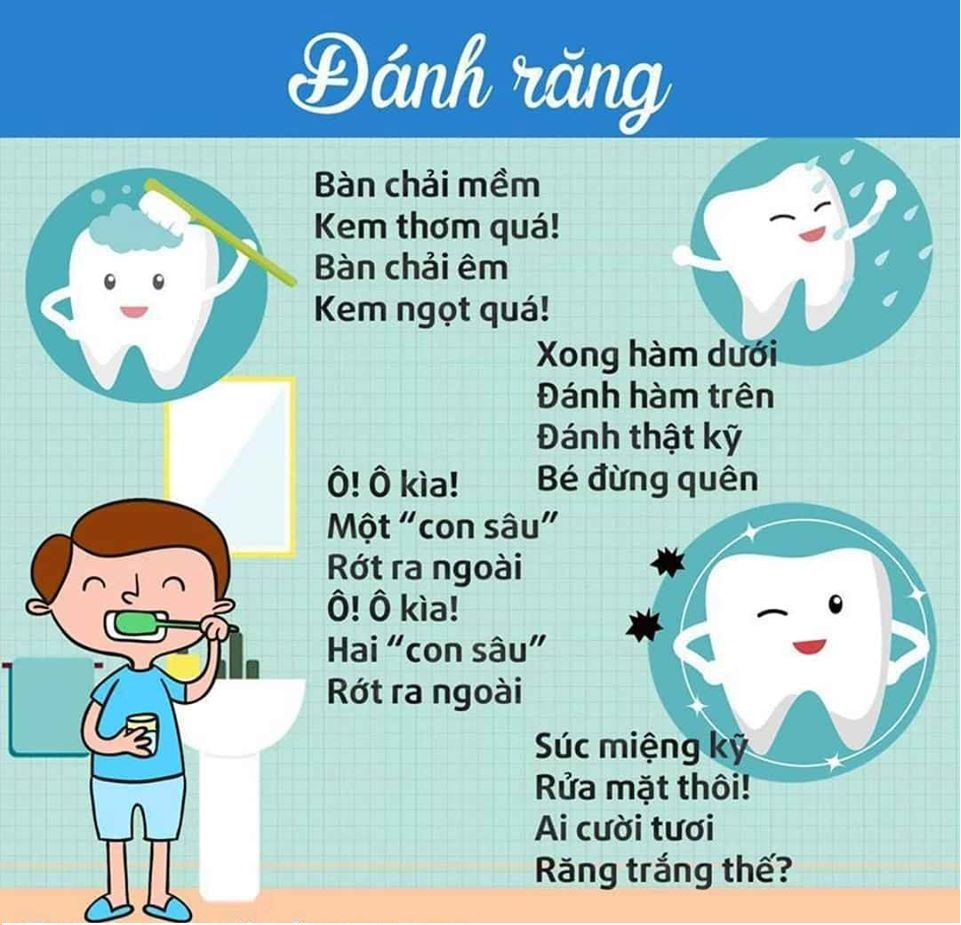 Đánh răng
Bàn chải mềm
Kem thơm quá!
Bàn chải êm
Kem ngọt quá!
Xong hàm dưới
Đánh hàm trên
Đánh thật kỹ
Bé đừng quên
Ô! Ô kìa!
Một “con sâu”
Rớt ra ngoài
Ô! Ô kìa!
Hai “con sâu”
Rớt ra ngoài
Súc miệng kỹ
Rửa mặt thôi!
Ai cười tươi
Răng trắng thế?